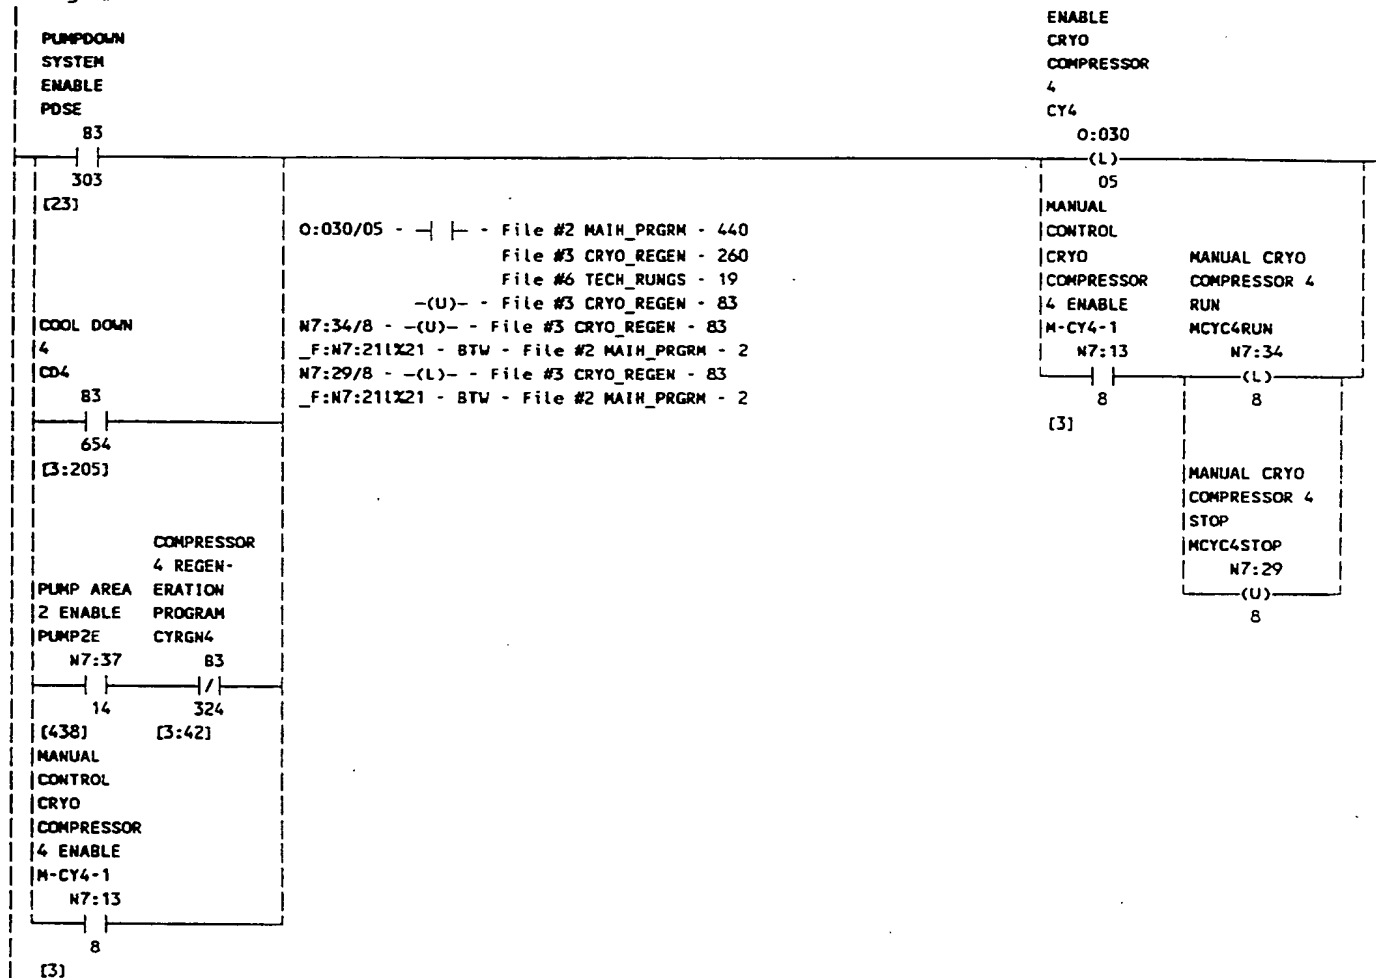 PUMPDOWN
SYSTEM
ENABLE
PDSE
B3
303
[23]
ENABLE
CRYO
COMPRESSOR
4
CY4
O:030
(L)
05
O:030/05 - ⊣ ⊢ - File #2 MAIH_PRGRM - 440
File #3 CRYO_REGEN - 260
File #6 TECH_RUNGS - 19
-(U)- - File #3 CRYO_REGEN - 83
N7:34/8 - -(U)- - File #3 CRYO_REGEN - 83
_F:N7:21l%21 - BTW - File #2 MAIH_PRGRM - 2
N7:29/8 - -(L)- - File #3 CRYO_REGEN - 83
_F:N7:21l%21 - BTW - File #2 MAIH_PRGRM - 2
COOL DOWN
4
CD4
B3
654
[3:205]
PUMP AREA
2 ENABLE
PUMP2E
N7:37
14
[438]
COMPRESSOR
4 REGEN-
ERATION
PROGRAM
CYRGN4
B3
/
324
[3:42]
MANUAL
CONTROL
CRYO
COMPRESSOR
4 ENABLE
M-CY4-1
N7:13
8
[3]
MANUAL
CONTROL
CRYO
COMPRESSOR
4 ENABLE
M-CY4-1
N7:13
8
[3]
MANUAL CRYO
COMPRESSOR 4
RUN
MCYC4RUN
N7:34
(L)
8
MANUAL CRYO
COMPRESSOR 4
STOP
MCYC4STOP
N7:29
(U)
8